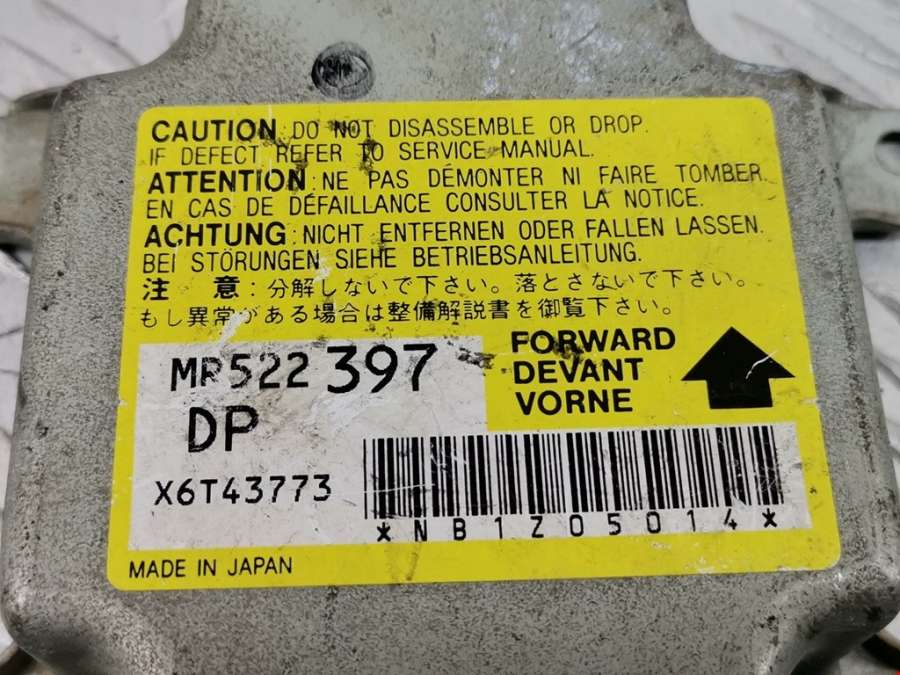 CAUTION: DO NOT DISASSEMBLE OR DROP.
IF DEFECT REFER TO SERVICE MANUAL.
ATTENTION: NE PAS DÉMONTER NI FAIRE TOMBER.
EN CAS DE DÉFAILLANCE CONSULTER LA NOTICE.
ACHTUNG: NICHT ENTFERNEN ODER FALLEN LASSEN.
BEI STÖRUNGEN SIEHE BETRIEBSANLEITUNG.
注 意：分解しないで下さい。落とさないで下さい。
もし異常がある場合は整備解説書を御覧下さい。
MR522 397
DP
X6T43773
FORWARD
DEVANT
VORNE
*NB1Z05014*
MADE IN JAPAN